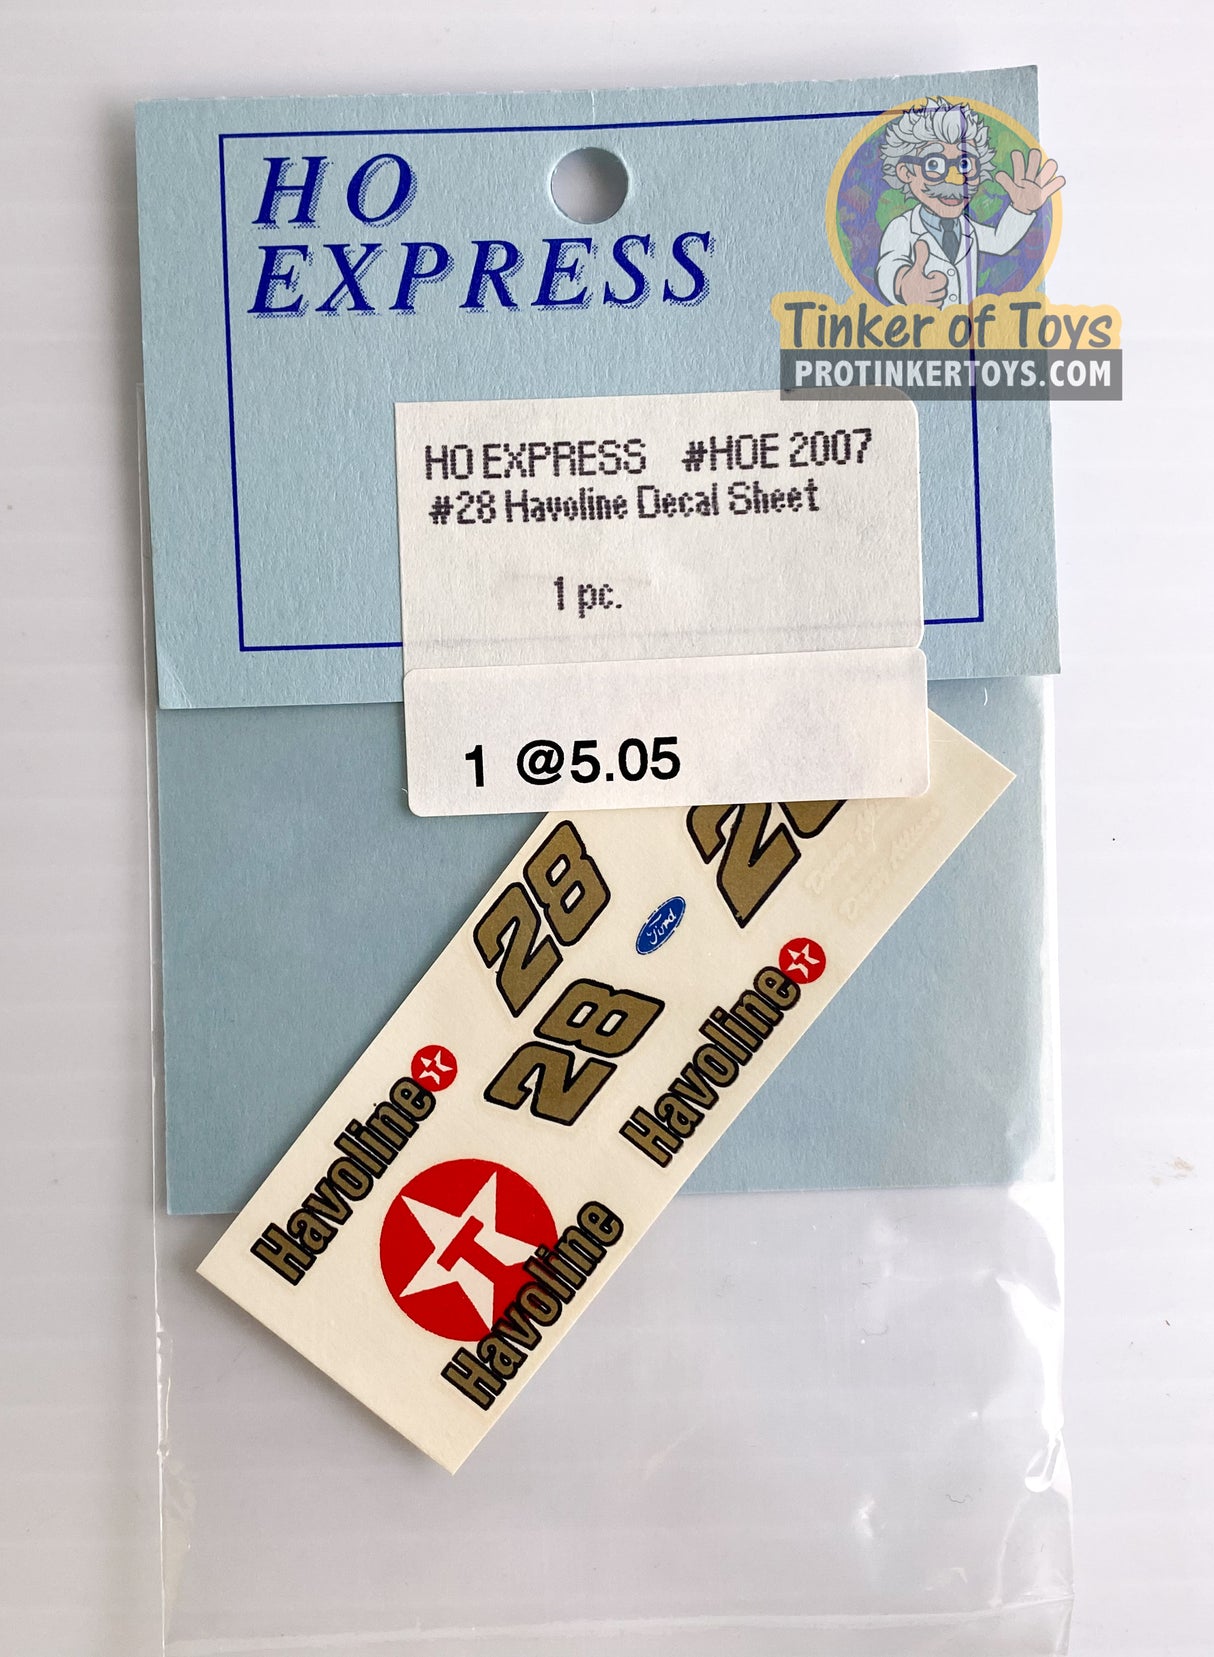 HO
EXPRESS
Tinker of Toys
PROTINKERTOYS.COM
HO EXPRESS #HOE 2007
#28 Havoline Decal Sheet
1 pc.
1 @5.05
28
28
Ford
28
Havoline
Havoline
T
Havoline